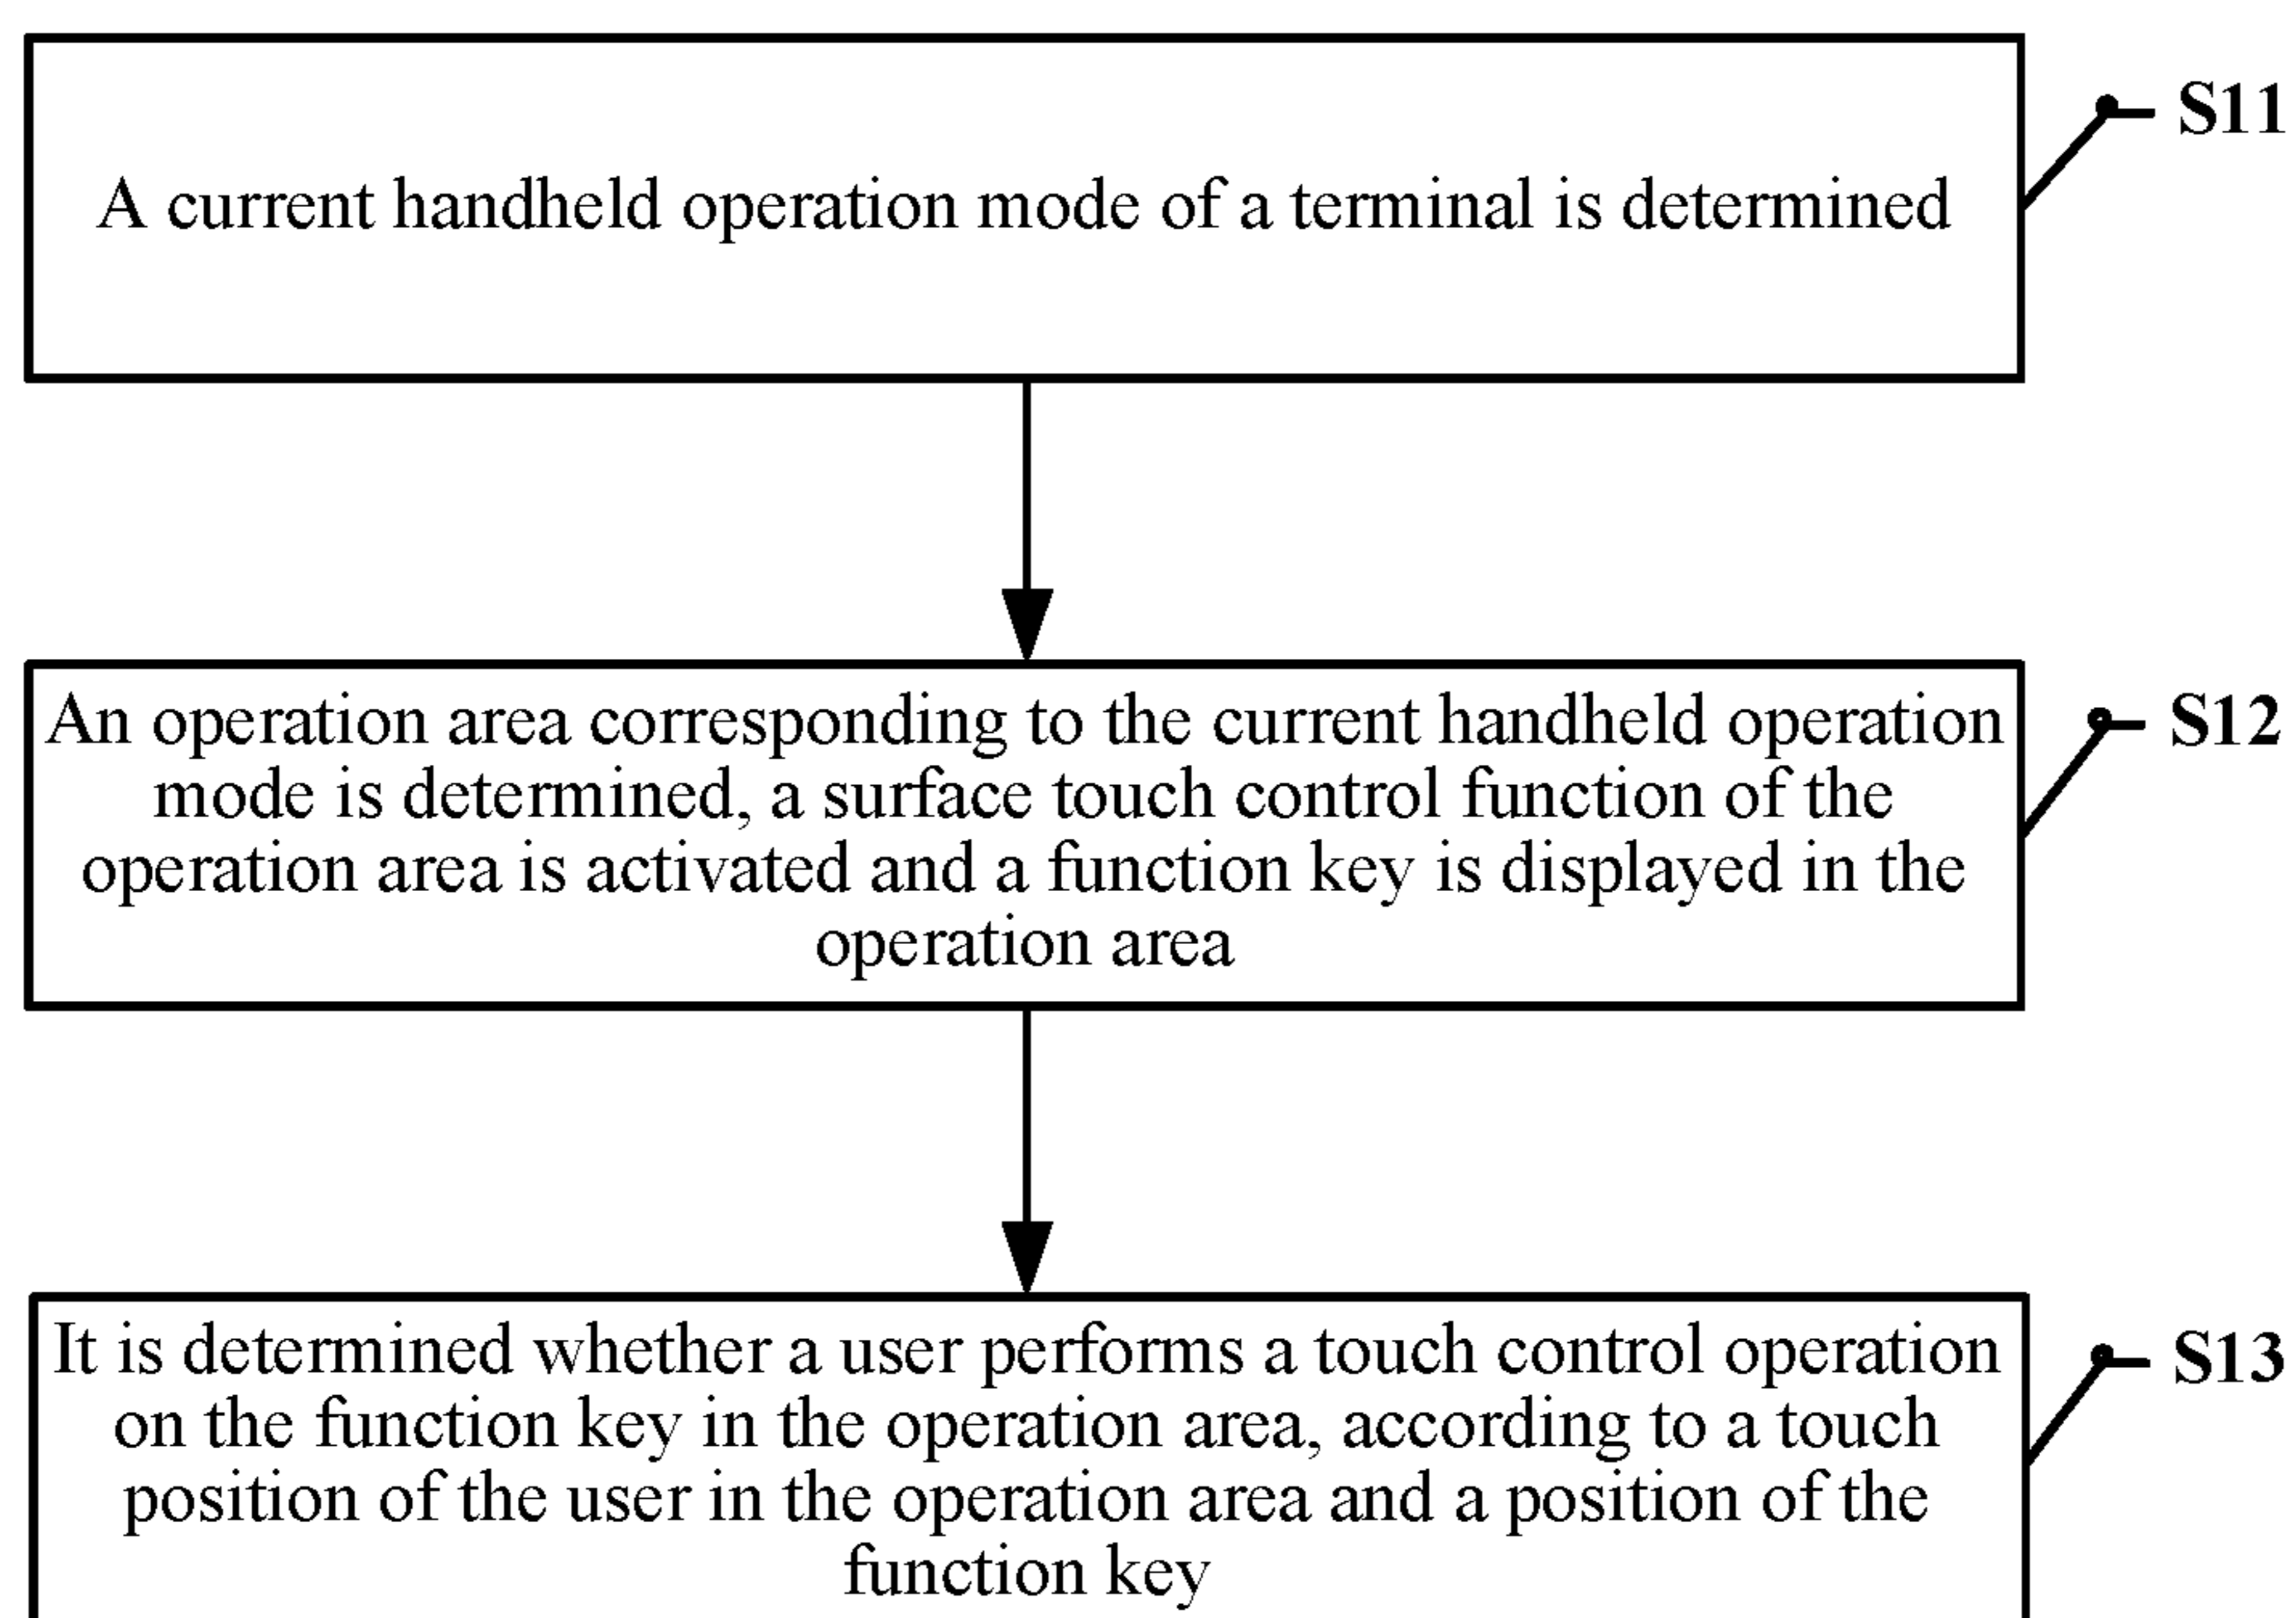 S11
A current handheld operation mode of a terminal is determined
An operation area corresponding to the current handheld operation
S12
mode is determined, a surface touch control function of the
operation area is activated and a function key is displayed in the
operation area
It is determined whether a user performs a touch control operation
S13
on the function key in the operation area, according to a touch
position of the user in the operation area and a position of the
function key